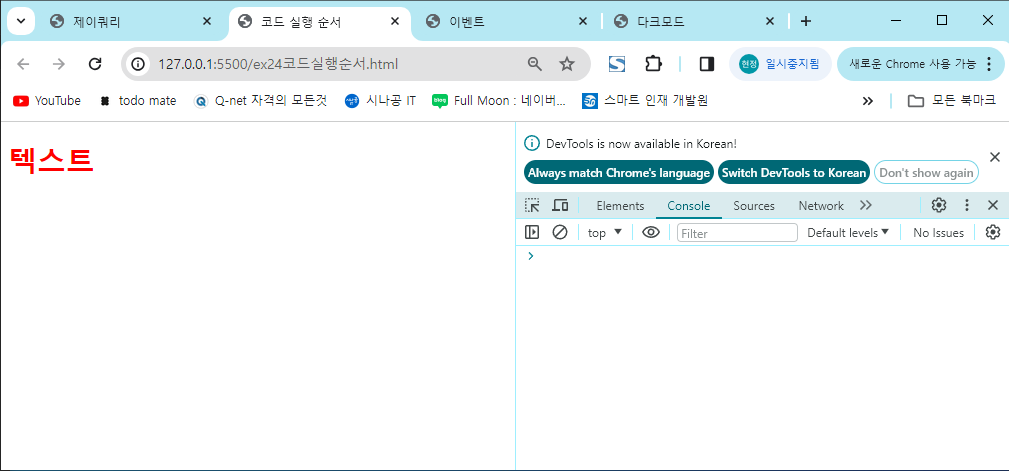 제이쿼리 코드 실행 순서 이벤트 다크모드
127.0.0.1:5500/ex24코드실행순서.html 현정 일시중지됨 새로운 Chrome 사용 가능
YouTube todo mate Q-net 자격의 모든것 시나공 IT blog Full Moon : 네이버... 스마트 인재 개발원 모든 북마크
텍스트
DevTools is now available in Korean!
Always match Chrome's language Switch DevTools to Korean Don't show again
Elements Console Sources Network
top Filter Default levels No Issues